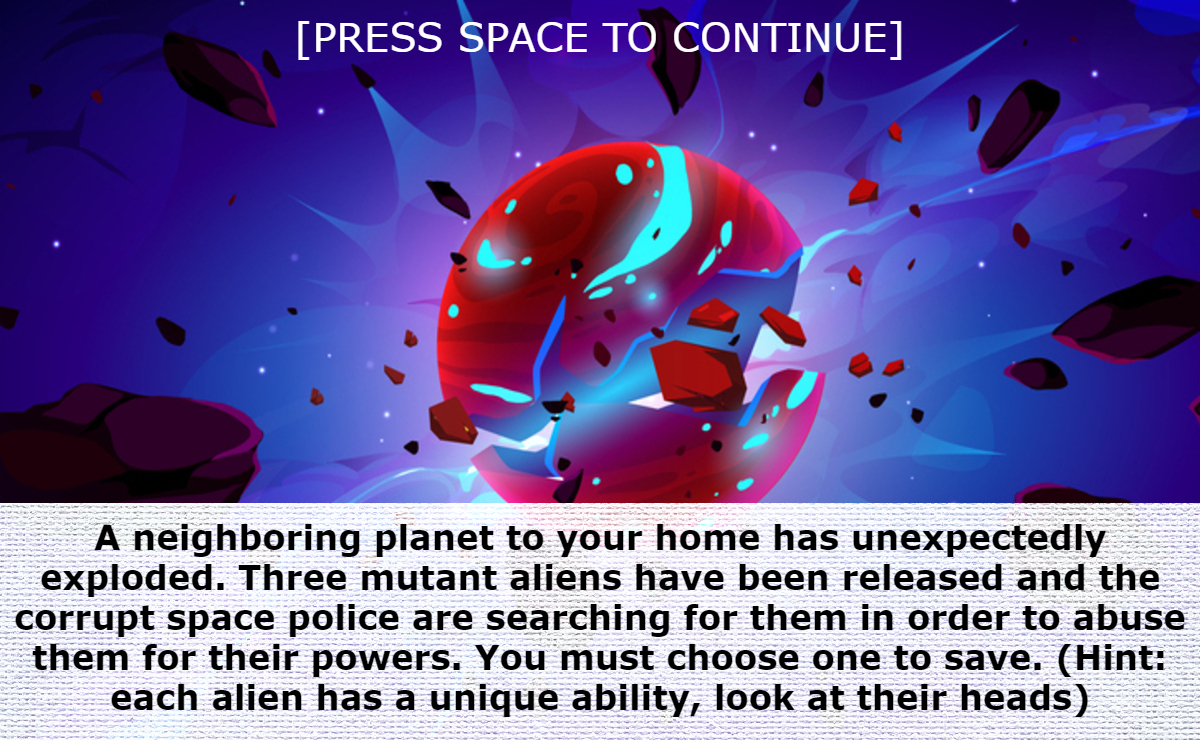 [PRESS SPACE TO CONTINUE]
A neighboring planet to your home has unexpectedly
exploded. Three mutant aliens have been released and the
corrupt space police are searching for them in order to abuse
them for their powers. You must choose one to save. (Hint:
each alien has a unique ability, look at their heads)